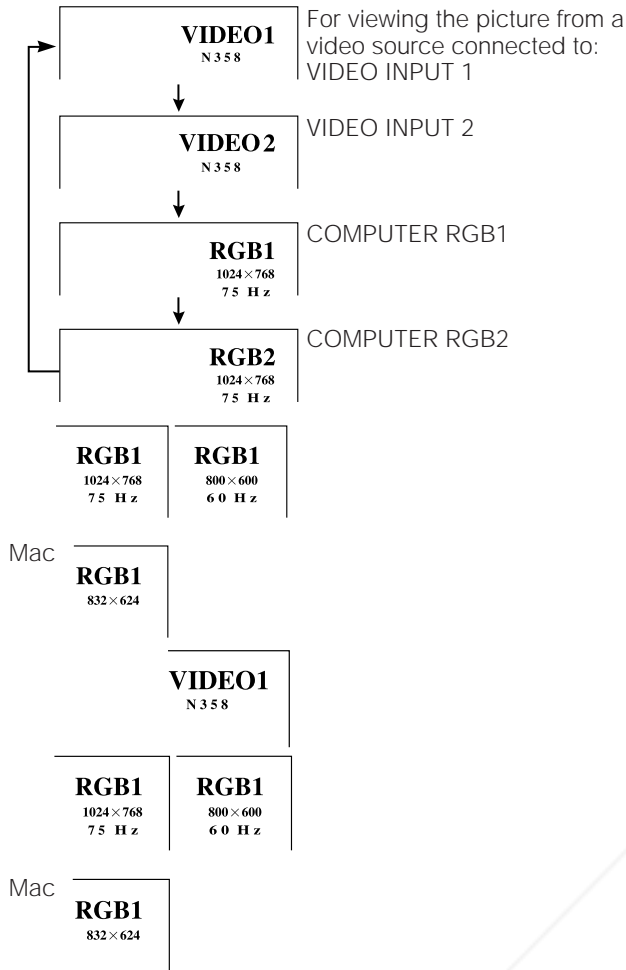 VIDEO1
N358
For viewing the picture from a
video source connected to:
VIDEO INPUT 1
VIDEO2
N358
VIDEO INPUT 2
RGB1
1024×768
75 Hz
COMPUTER RGB1
RGB2
1024×768
75 Hz
COMPUTER RGB2
RGB1
1024×768
75 Hz
RGB1
800×600
60 Hz
Mac
RGB1
832×624
VIDEO1
N358
RGB1
1024×768
75 Hz
RGB1
800×600
60 Hz
Mac
RGB1
832×624